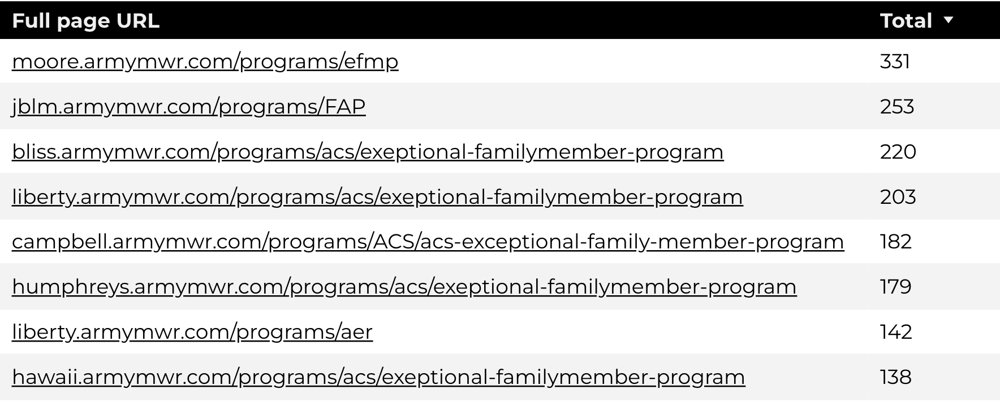 Full page URL Total ▼
moore.armymwr.com/programs/efmp 331
jblm.armymwr.com/programs/FAP 253
bliss.armymwr.com/programs/acs/exeptional-familymember-program 220
liberty.armymwr.com/programs/acs/exeptional-familymember-program 203
campbell.armymwr.com/programs/ACS/acs-exceptional-family-member-program 182
humphreys.armymwr.com/programs/acs/exeptional-familymember-program 179
liberty.armymwr.com/programs/aer 142
hawaii.armymwr.com/programs/acs/exeptional-familymember-program 138